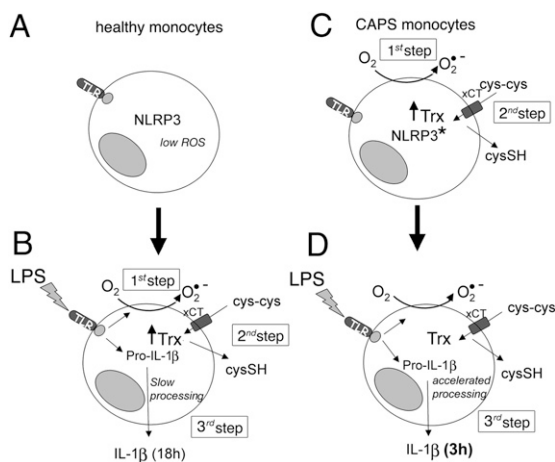 A
healthy monocytes
TLR
NLRP3
low ROS
B
LPS
O2
1st step
O2•-
TLR
xCT
cys-cys
Trx
2nd step
Pro-IL-1β
cysSH
Slow
processing
3rd step
IL-1β (18h)
C
CAPS monocytes
1st step
O2
O2•-
TLR
xCT
cys-cys
Trx
2nd step
NLRP3*
cysSH
D
LPS
O2
O2•-
TLR
xCT
cys-cys
Trx
Pro-IL-1β
cysSH
accelerated
processing
3rd step
IL-1β (3h)